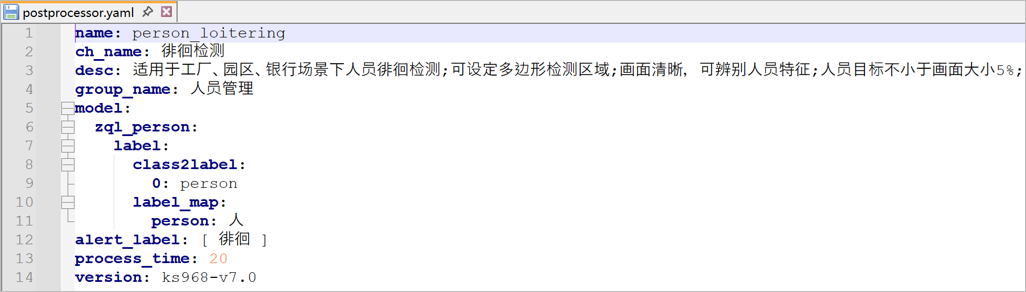 postprocessor.yaml
1 name: person_loitering
2 ch_name: 徘徊检测
3 desc: 适用于工厂、园区、银行场景下人员徘徊检测;可设定多边形检测区域;画面清晰，可辨别人员特征;人员目标不小于画面大小5%;
4 group_name: 人员管理
5 model:
6 zql_person:
7 label:
8 class2label:
9 0: person
10 label_map:
11 person: 人
12 alert_label: [ 徘徊 ]
13 process_time: 20
14 version: ks968-v7.0